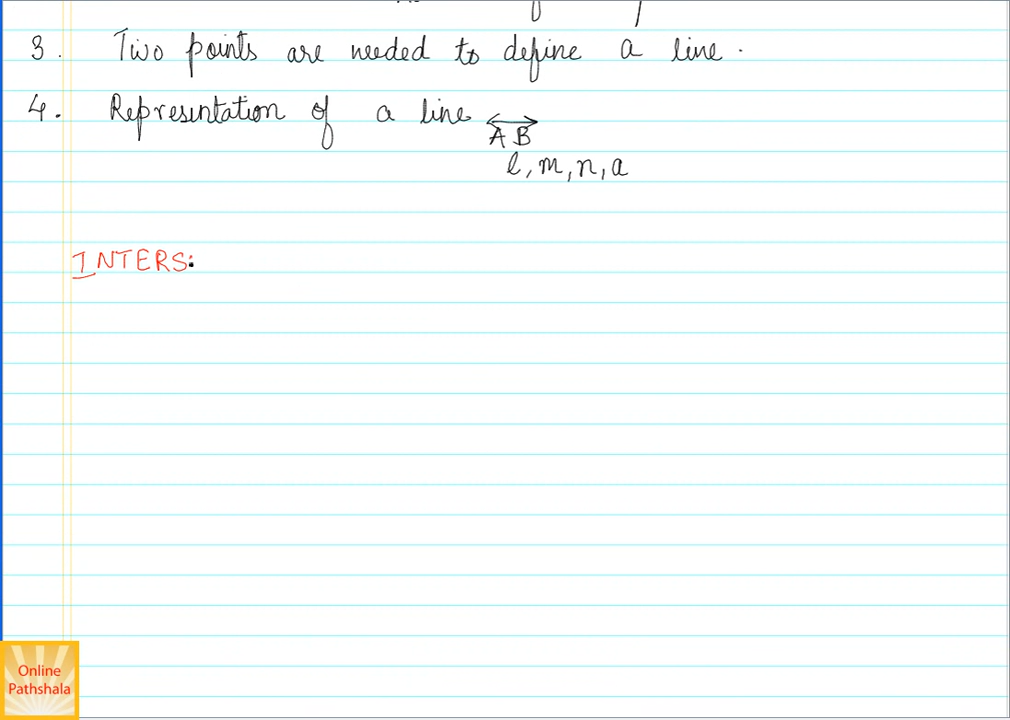 3. Two points are needed to define a line.
4. Representation of a line AB
l, m, n, a
INTERS
Online
Pathshala